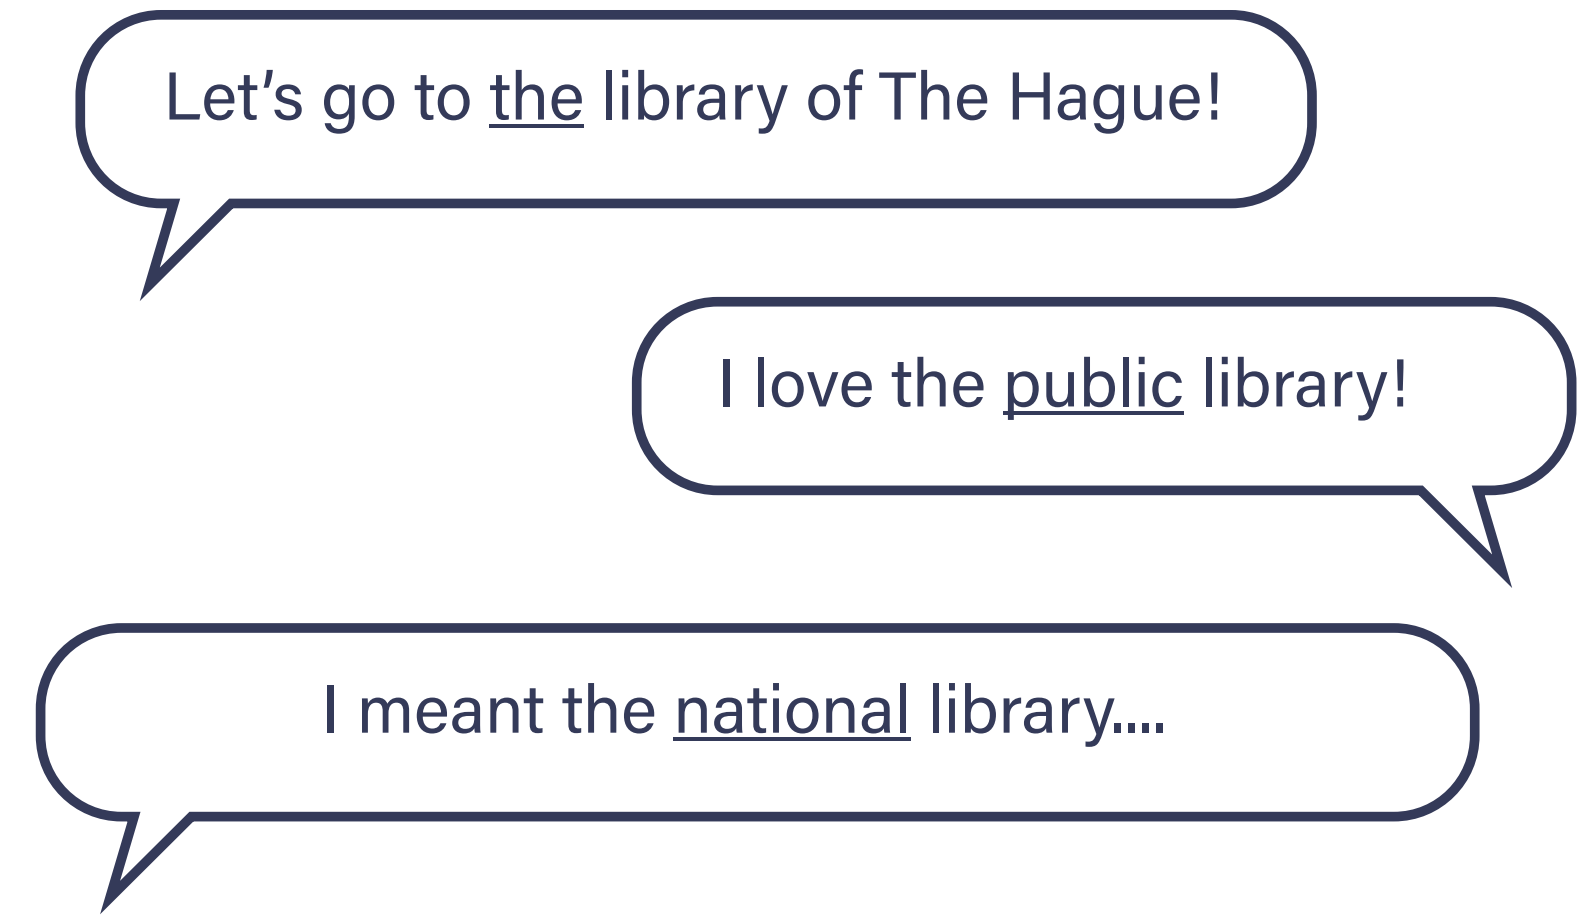 Let’s go to the library of The Hague!
I love the public library!
I meant the national library....